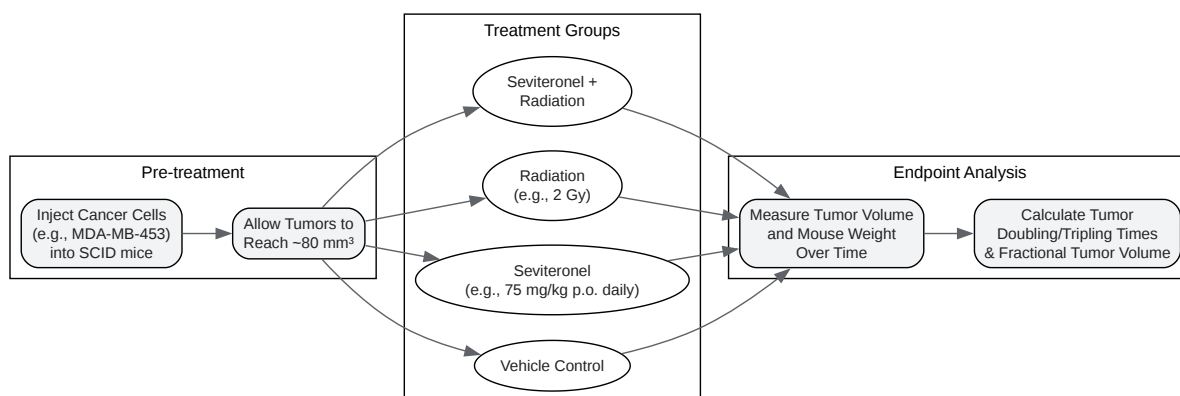 Pre-treatment
Inject Cancer Cells
(e.g., MDA-MB-453)
into SCID mice
Allow Tumors to
Reach ~80 mm³
Treatment Groups
Seviteronel +
Radiation
Radiation
(e.g., 2 Gy)
Seviteronel
(e.g., 75 mg/kg p.o. daily)
Vehicle Control
Endpoint Analysis
Measure Tumor Volume
and Mouse Weight
Over Time
Calculate Tumor
Doubling/Tripling Times
& Fractional Tumor Volume